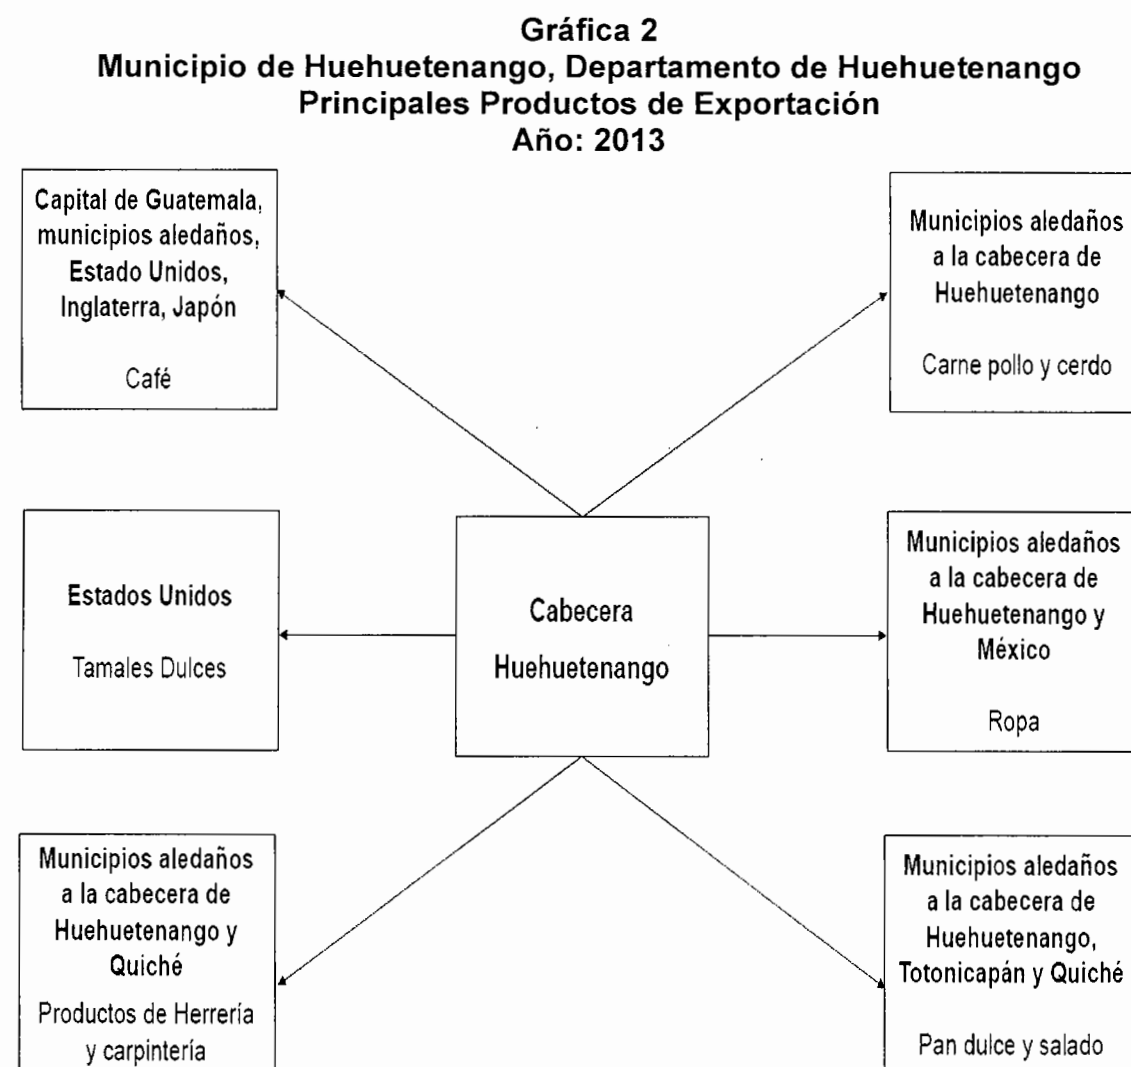 Gráfica 2
Municipio de Huehuetenango, Departamento de Huehuetenango
Principales Productos de Exportación
Año: 2013
Capital de Guatemala,
municipios aledaños,
Estado Unidos,
Inglaterra, Japón
Café
Municipios aledaños
a la cabecera de
Huehuetenango
Carne pollo y cerdo
Estados Unidos
Tamales Dulces
Cabecera
Huehuetenango
Municipios aledaños
a la cabecera de
Huehuetenango y
México
Ropa
Municipios aledaños
a la cabecera de
Huehuetenango y
Quiché
Productos de Herrería
y carpintería
Municipios aledaños
a la cabecera de
Huehuetenango,
Totonicapán y Quiché
Pan dulce y salado